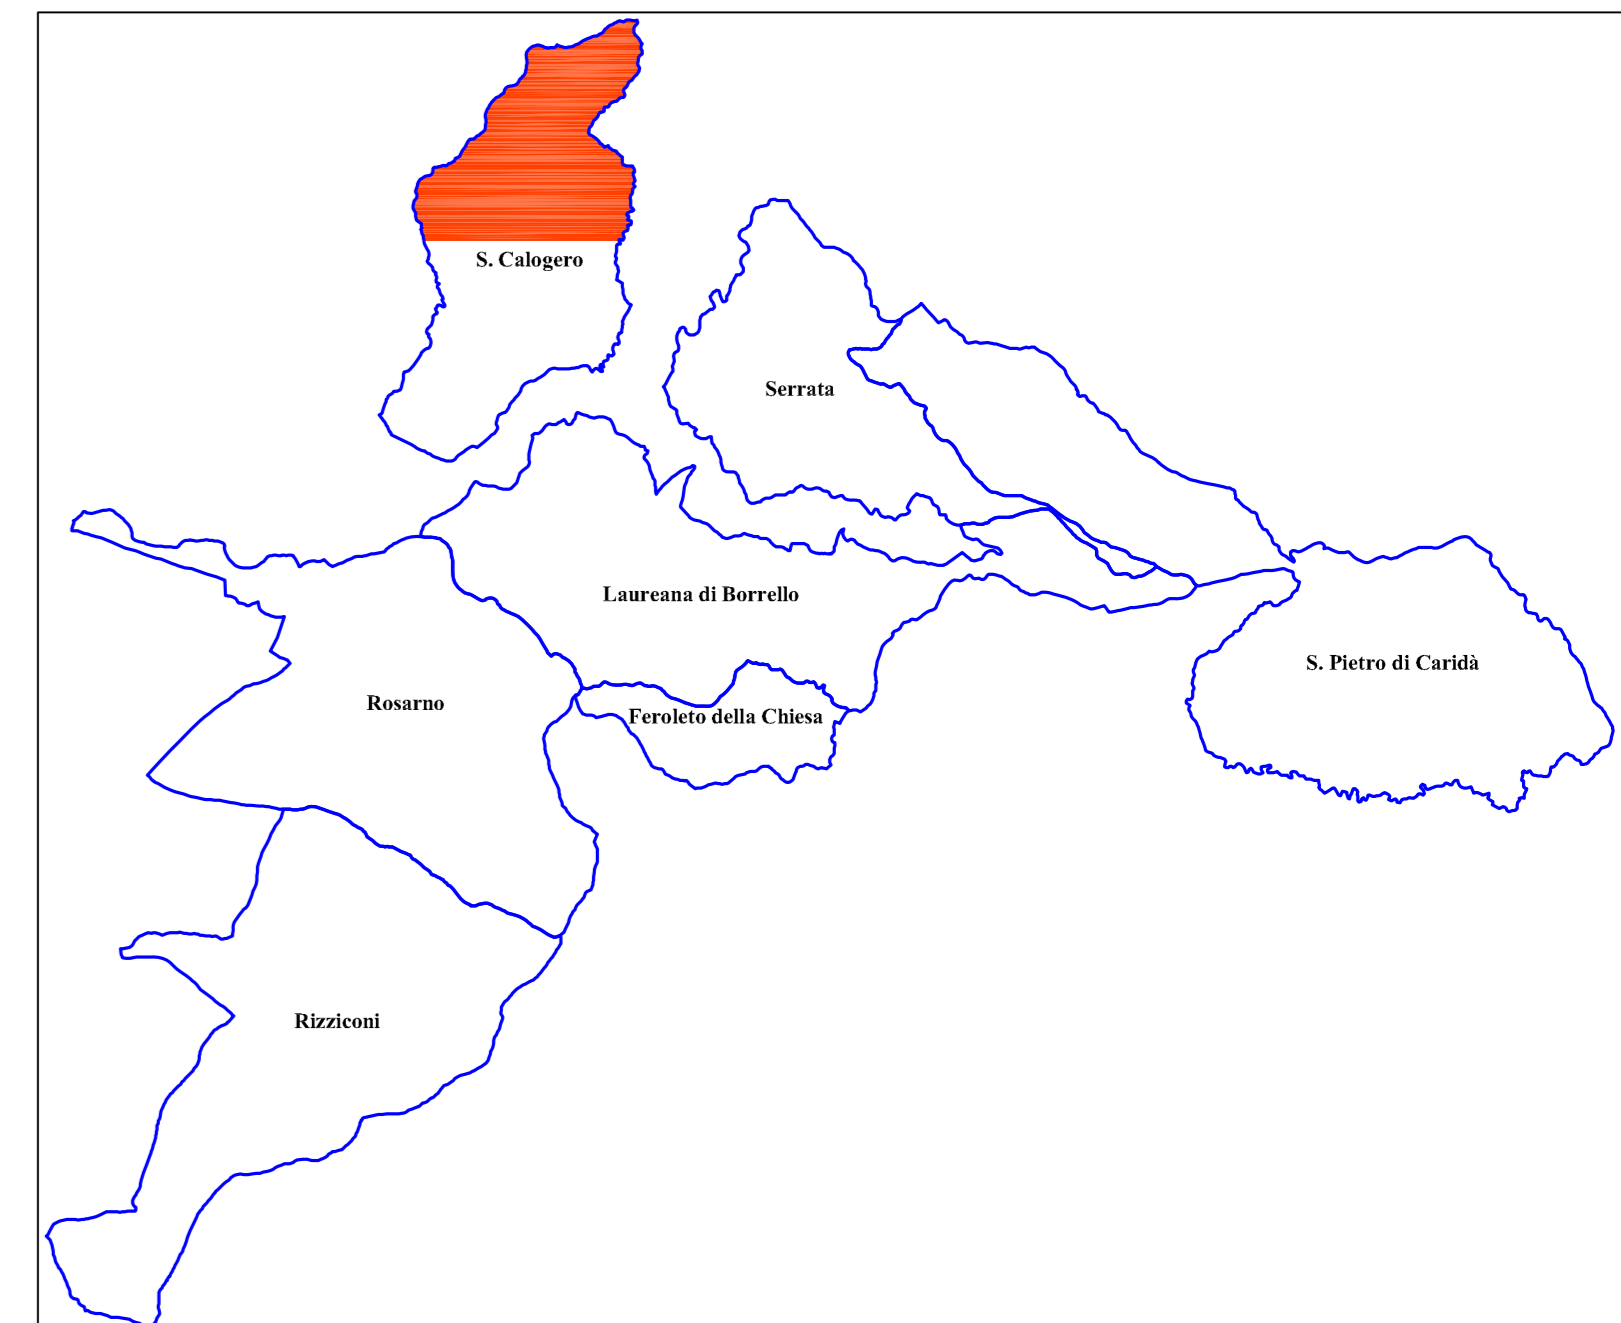 S. Calogero
Serrata
Laureana di Borrello
S. Pietro di Caridà
Rosarno
Feroleto della Chiesa
Rizziconi